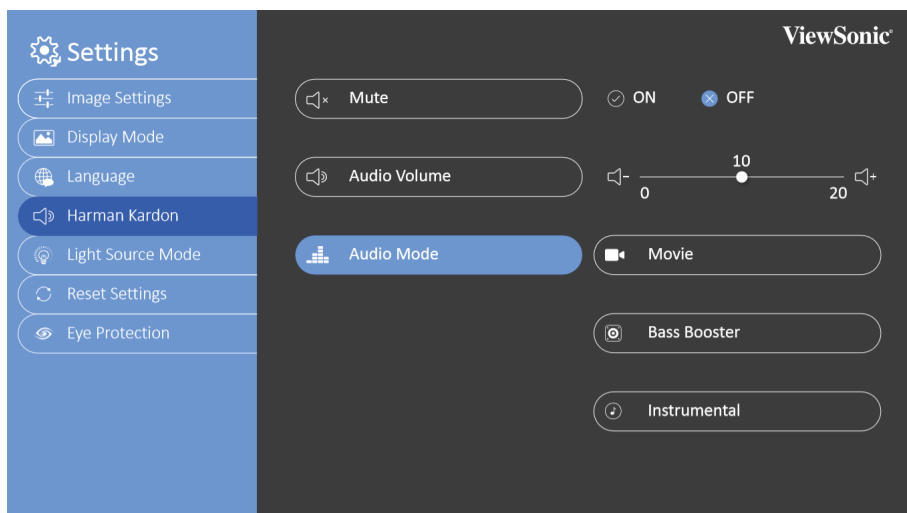 Settings
ViewSonic®
Image Settings
Display Mode
Language
Harman Kardon
Light Source Mode
Reset Settings
Eye Protection
Mute
ON
OFF
Audio Volume
10
0
20
Audio Mode
Movie
Bass Booster
Instrumental